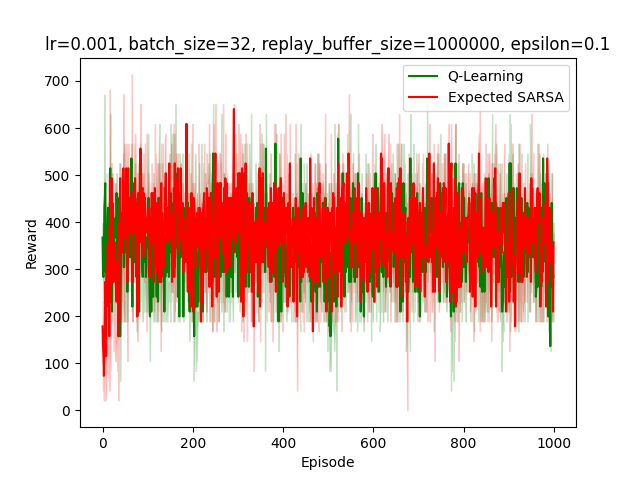 lr=0.001, batch_size=32, replay_buffer_size=1000000, epsilon=0.1
Q-Learning
Expected SARSA
700
600
500
400
300
200
100
0
Reward
0
200
400
600
800
1000
Episode